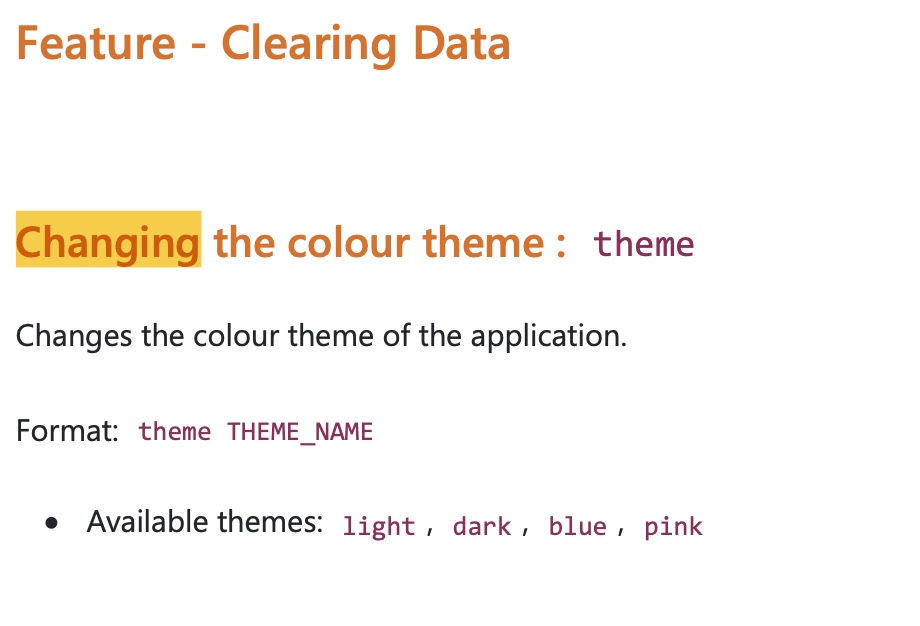 Feature - Clearing Data
Changing the colour theme : theme
Changes the colour theme of the application.
Format: theme THEME_NAME
• Available themes: light , dark , blue , pink